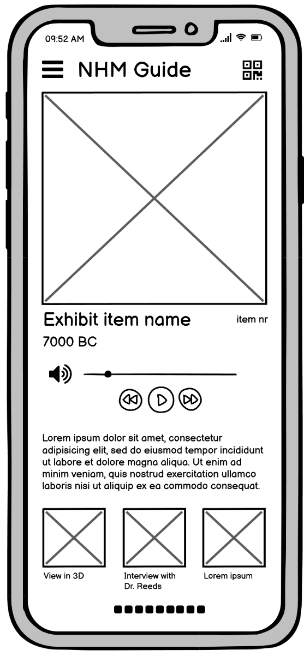 09:52 AM
NHM Guide
Exhibit item name
item nr
7000 BC
Lorem ipsum dolor sit amet, consectetur
adipisicing elit, sed do eiusmod tempor incididunt
ut labore et dolore magna aliqua. Ut enim ad
minim veniam, quis nostrud exercitation ullamco
laboris nisi ut aliquip ex ea commodo consequat.
View in 3D
Interview with
Dr. Reeds
Lorem ipsum